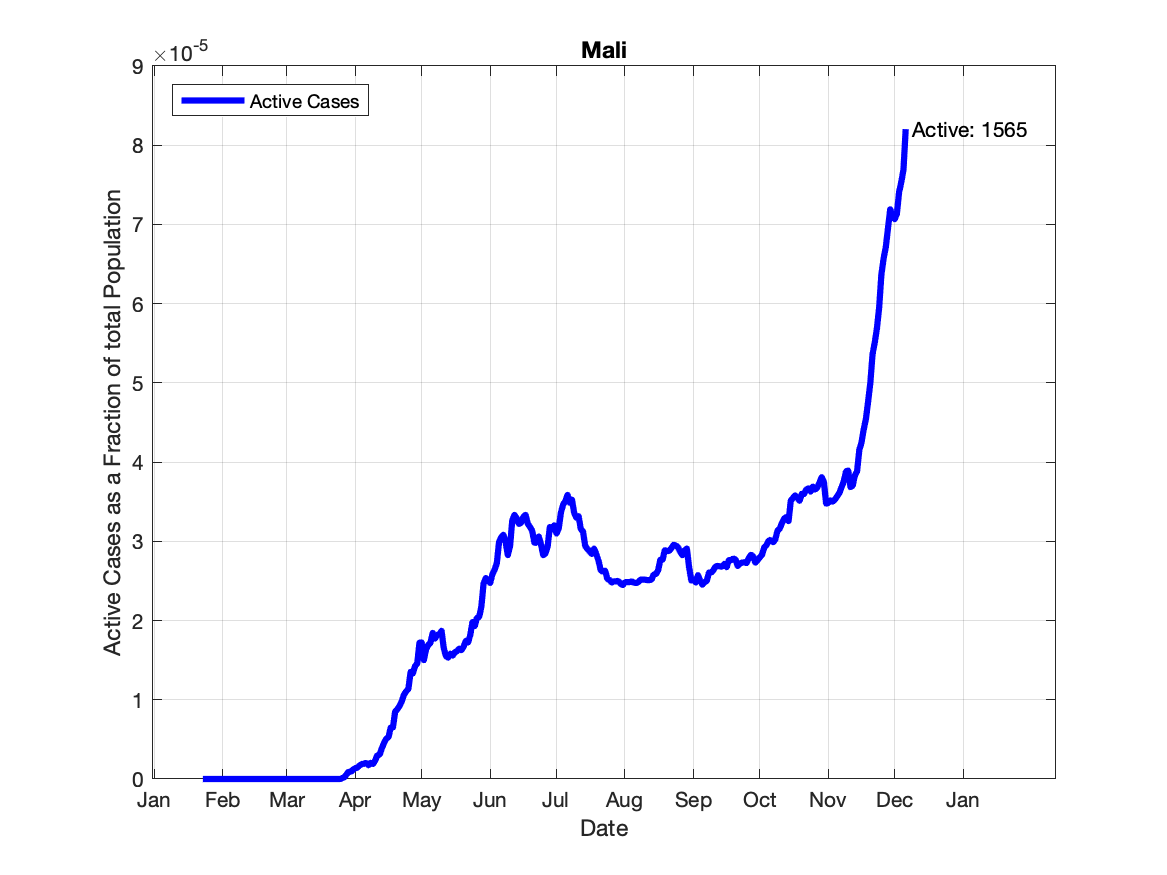 Mali
×10-5
9
8
7
6
5
4
3
2
1
0
Active Cases as a Fraction of total Population
Active Cases
Active: 1565
Jan Feb Mar Apr May Jun Jul Aug Sep Oct Nov Dec Jan
Date